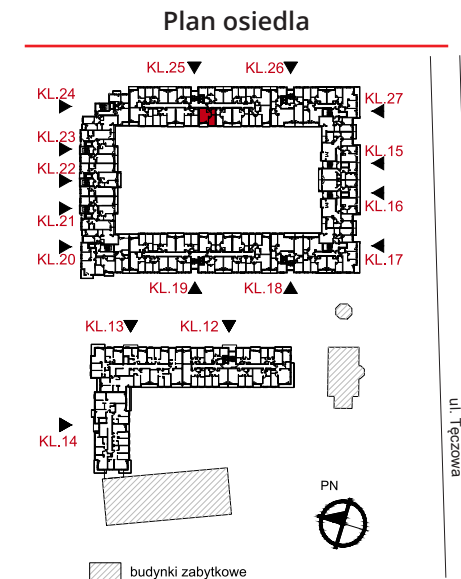 Plan osiedla
KL.25 KL.26
KL.24
KL.27
KL.23
KL.15
KL.22
KL.16
KL.21
KL.20
KL.17
KL.19 KL.18
KL.13 KL.12
KL.14
ul. Tęczowa
PN
budynki zabytkowe